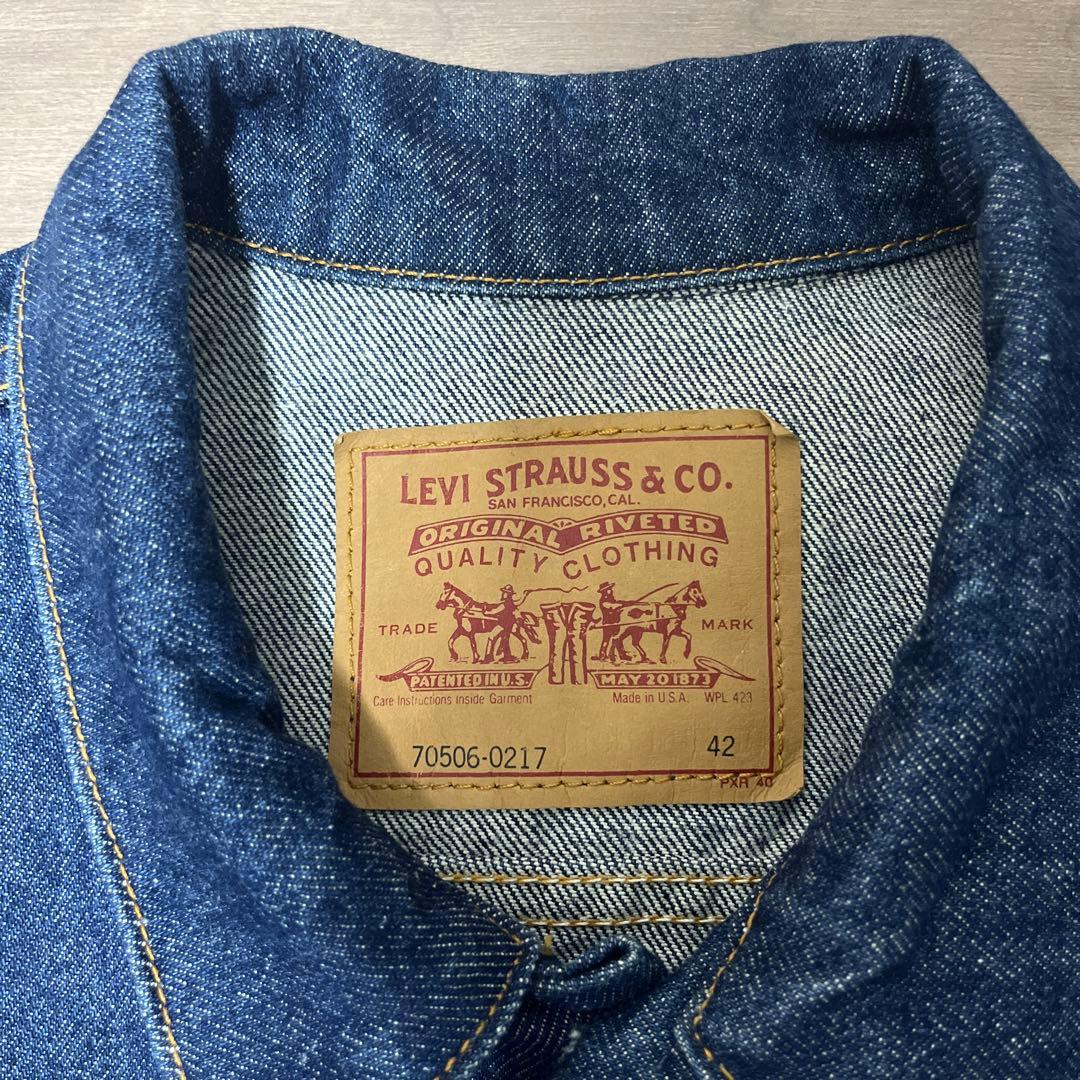 LEVI STRAUSS & CO.
SAN FRANCISCO, CAL.
ORIGINAL RIVETED
QUALITY CLOTHING
TRADE MARK
PATENTED IN U.S. MAY 20 1873
Care Instructions Inside Garment Made in U.S.A. WPL 423
70506-0217 42
PXR 40